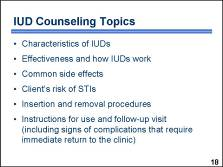 IUD Counseling Topics
• Characteristics of IUDs
• Effectiveness and how IUDs work
• Common side effects
• Client's risk of STIs
• Insertion and removal procedures
• Instructions for use and follow-up visit
(including signs of complications that require
immediate return to the clinic)
18